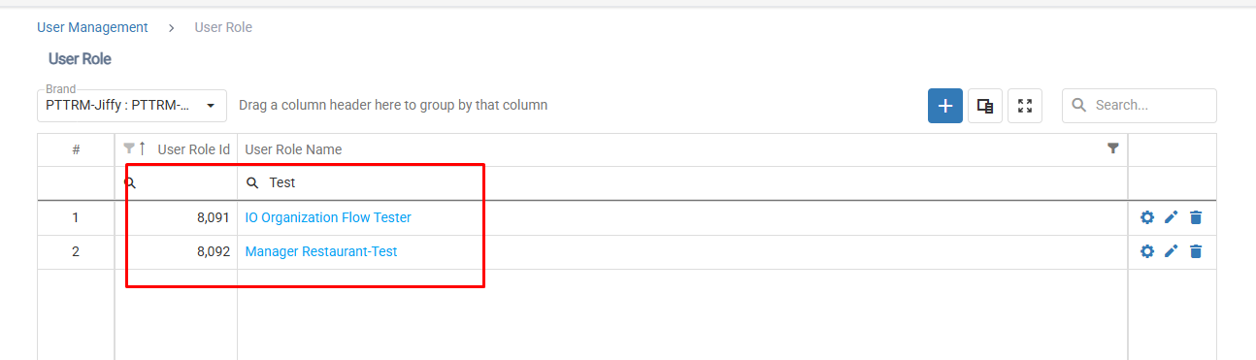 User Management > User Role
User Role
Brand
PTTRM-Jiffy : PTTRM-...
Drag a column header here to group by that column
Search...
# User Role Id User Role Name
Test
1 8,091 IO Organization Flow Tester
2 8,092 Manager Restaurant-Test